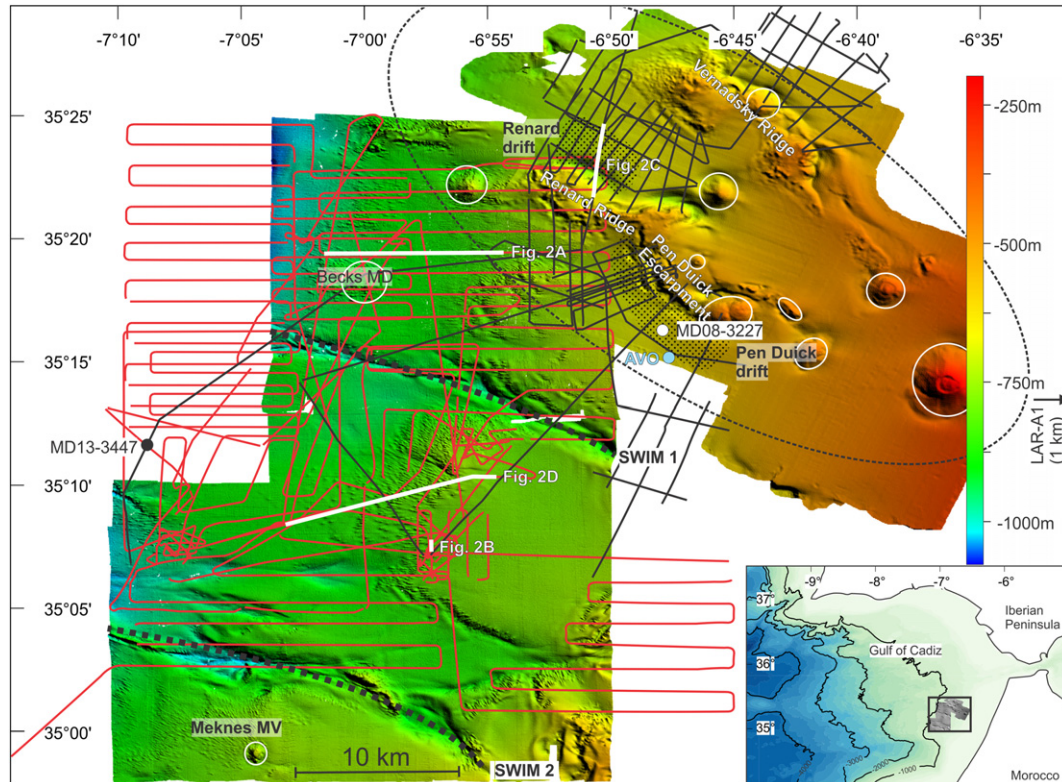 -7°10'
-7°05'
-7°00'
-6°55'
-6°50'
-6°45'
-6°40'
-6°35'
35°25'
35°20'
35°15'
35°10'
35°05'
35°00'
Vernadsky Ridge
Renard
drift
Fig. 2C
Renard Ridge
Fig. 2A
Pen Duick
Escarpment
Becks MD
MD08-3227
AVO
Pen Duick
drift
MD13-3447
SWIM 1
Fig. 2D
Fig. 2B
Meknes MV
10 km
SWIM 2
-250m
-500m
-750m
-1000m
LAR-A1
(1 km)
-9°
-8°
-7°
-6°
37°
36°
35°
Iberian
Peninsula
Gulf of Cadiz
-3000
-2000
-1000
Morocco